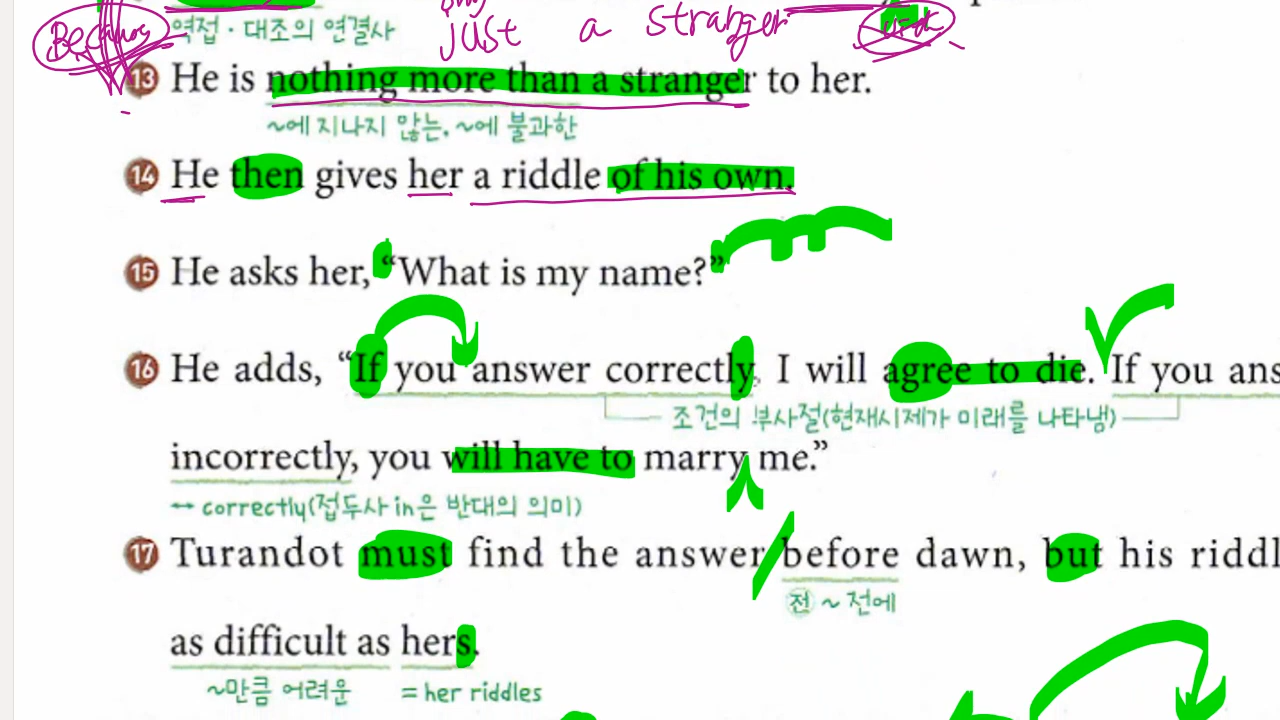 Becaus 역접 · 대조의 연결사
just a stranger
13 He is nothing more than a stranger to her.
~에 지나지 않는, ~에 불과한
14 He then gives her a riddle of his own.
15 He asks her, “What is my name?”
16 He adds, “If you answer correctly, I will agree to die. If you ans
조건의 부사절(현재시제가 미래를 나타냄)
incorrectly, you will have to marry me.”
↔ correctly(접두사 in은 반대의 의미)
17 Turandot must find the answer before dawn, but his riddl
전 ~ 전에
as difficult as hers.
~만큼 어려운 = her riddles